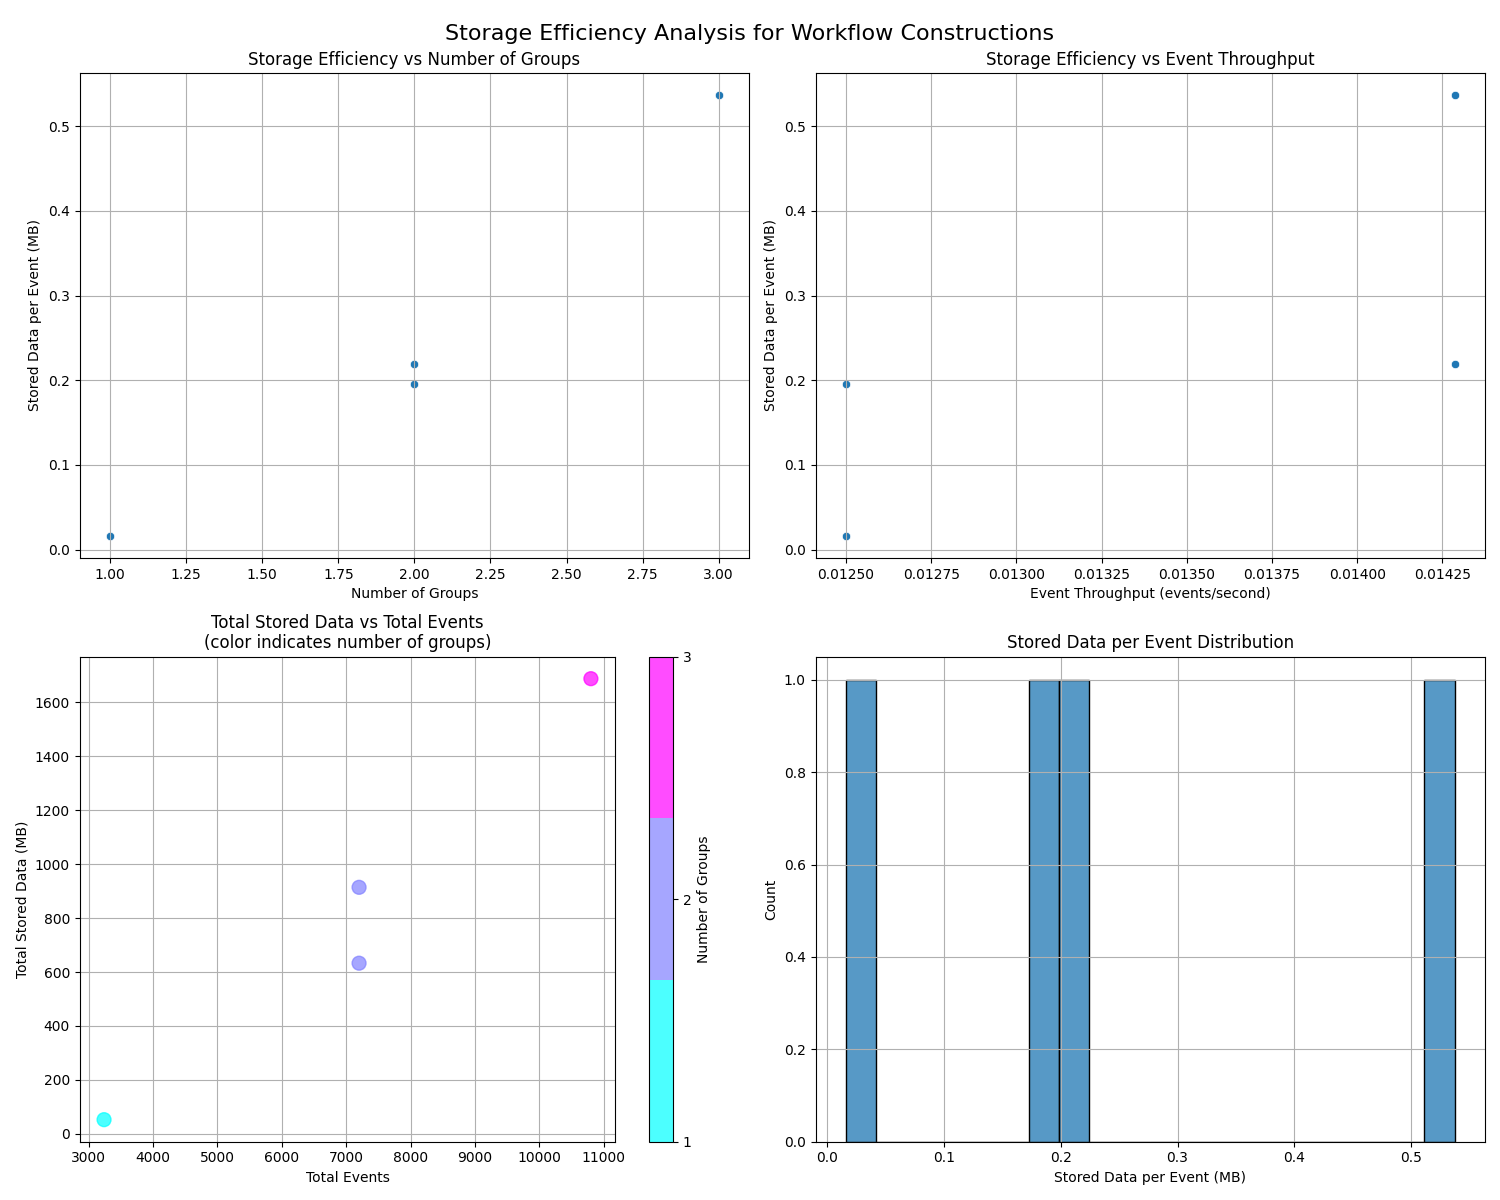 Storage Efficiency Analysis for Workflow Constructions
Storage Efficiency vs Number of Groups
Stored Data per Event (MB)
0.5
0.4
0.3
0.2
0.1
0.0
1.00 1.25 1.50 1.75 2.00 2.25 2.50 2.75 3.00
Number of Groups
Storage Efficiency vs Event Throughput
Stored Data per Event (MB)
0.5
0.4
0.3
0.2
0.1
0.0
0.01250 0.01275 0.01300 0.01325 0.01350 0.01375 0.01400 0.01425
Event Throughput (events/second)
Total Stored Data vs Total Events
(color indicates number of groups)
Total Stored Data (MB)
1600
1400
1200
1000
800
600
400
200
0
3000 4000 5000 6000 7000 8000 9000 10000 11000
Total Events
3
2
1
Number of Groups
Stored Data per Event Distribution
Count
1.0
0.8
0.6
0.4
0.2
0.0
0.0 0.1 0.2 0.3 0.4 0.5
Stored Data per Event (MB)